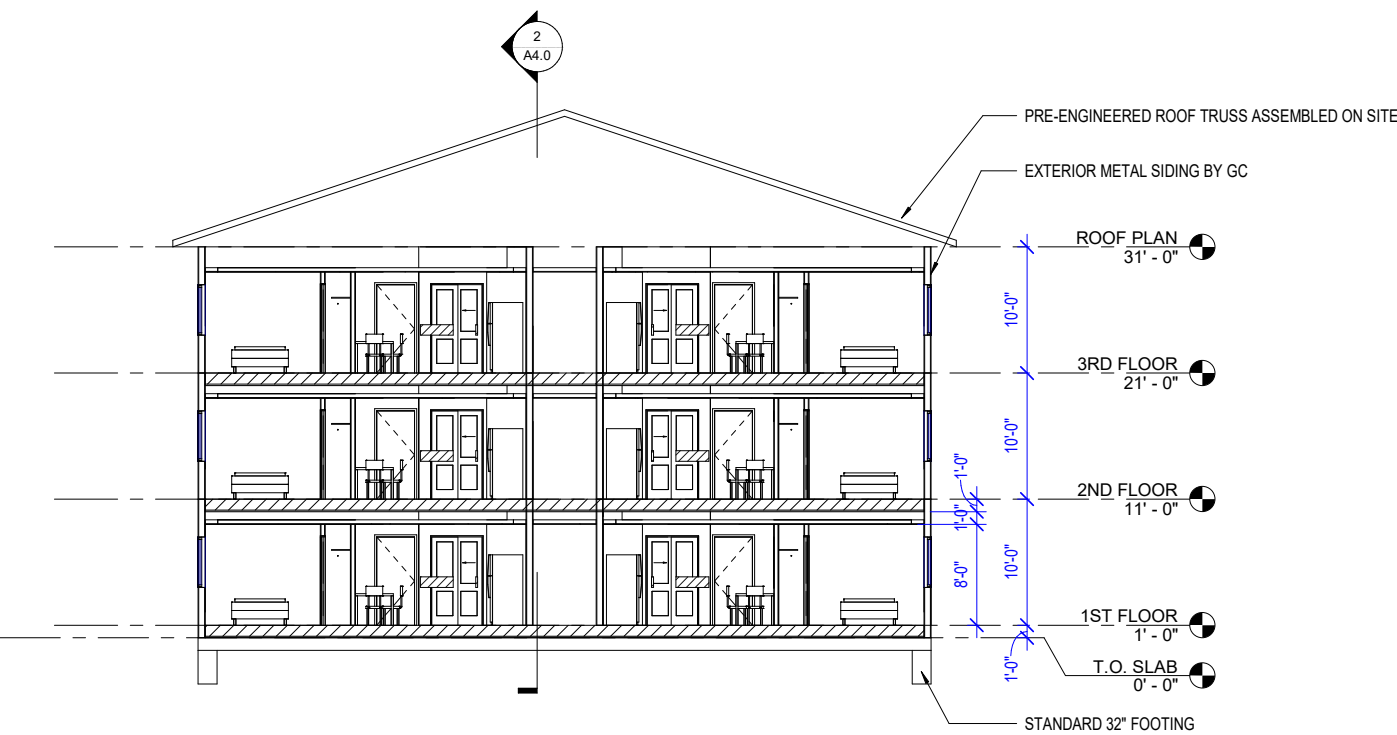 2
A4.0
PRE-ENGINEERED ROOF TRUSS ASSEMBLED ON SITE
EXTERIOR METAL SIDING BY GC
ROOF PLAN
31' - 0"
10'-0"
3RD FLOOR
21' - 0"
10'-0"
1'-0"
2ND FLOOR
11' - 0"
1'-0"
8'-0"
10'-0"
1ST FLOOR
1' - 0"
1'-0"
T.O. SLAB
0' - 0"
STANDARD 32" FOOTING